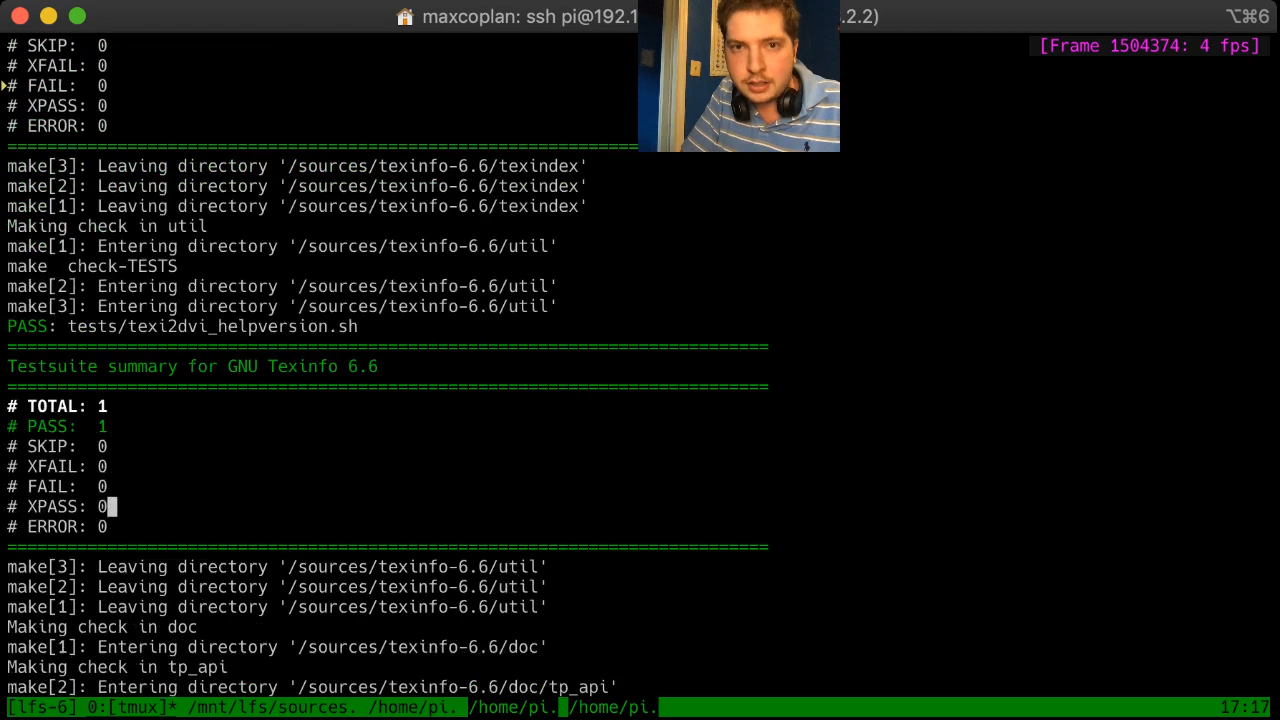 maxcoplan: ssh pi@192.1 .2.2) ⌥⌘6
# SKIP:  0 [Frame 1504374: 4 fps]
# XFAIL: 0
# FAIL:  0
# XPASS: 0
# ERROR: 0
============================================================================
make[3]: Leaving directory '/sources/texinfo-6.6/texindex'
make[2]: Leaving directory '/sources/texinfo-6.6/texindex'
make[1]: Leaving directory '/sources/texinfo-6.6/texindex'
Making check in util
make[1]: Entering directory '/sources/texinfo-6.6/util'
make  check-TESTS
make[2]: Entering directory '/sources/texinfo-6.6/util'
make[3]: Entering directory '/sources/texinfo-6.6/util'
PASS: tests/texi2dvi_helpversion.sh
============================================================================
Testsuite summary for GNU Texinfo 6.6
============================================================================
# TOTAL: 1
# PASS:  1
# SKIP:  0
# XFAIL: 0
# FAIL:  0
# XPASS: 0
# ERROR: 0
============================================================================
make[3]: Leaving directory '/sources/texinfo-6.6/util'
make[2]: Leaving directory '/sources/texinfo-6.6/util'
make[1]: Leaving directory '/sources/texinfo-6.6/util'
Making check in doc
make[1]: Entering directory '/sources/texinfo-6.6/doc'
Making check in tp_api
make[2]: Entering directory '/sources/texinfo-6.6/doc/tp_api'
[lfs-6] 0:[tmux]* /mnt/lfs/sources. /home/pi. /home/pi. /home/pi. 17:17